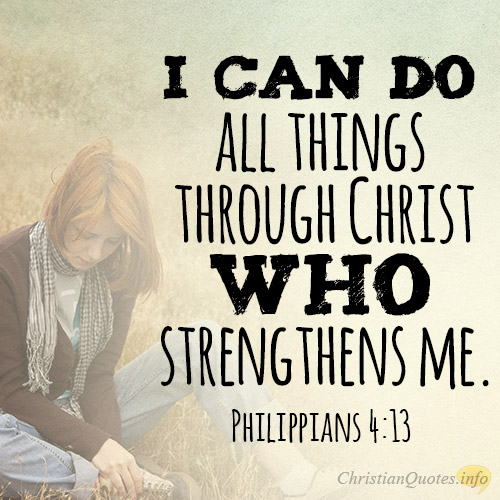 I CAN DO
ALL THINGS
THROUGH CHRIST
WHO
STRENGTHENS ME.
PHILIPPIANS 4:13
ChristianQuotes.info